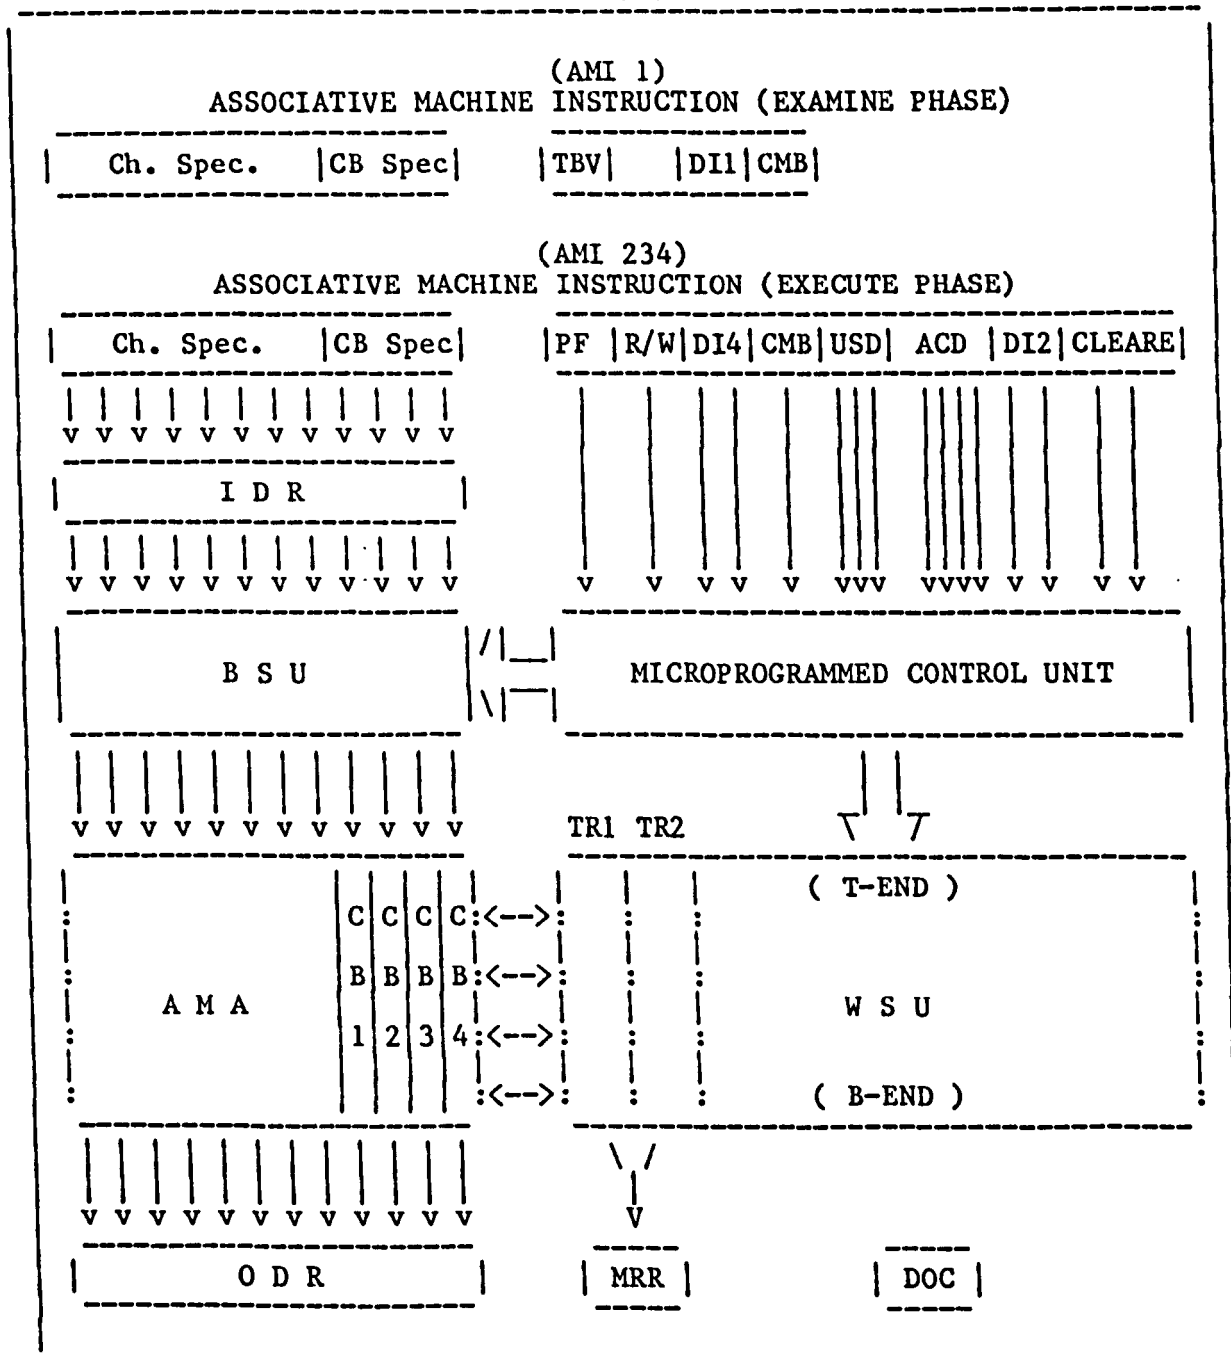 (AMI 1)
ASSOCIATIVE MACHINE INSTRUCTION (EXAMINE PHASE)
| Ch. Spec. |CB Spec| |TBV| |DI1|CMB|
(AMI 234)
ASSOCIATIVE MACHINE INSTRUCTION (EXECUTE PHASE)
| Ch. Spec. |CB Spec| |PF |R/W|DI4|CMB|USD| ACD |DI2|CLEARE|
I D R
B S U
MICROPROGRAMMED CONTROL UNIT
TR1 TR2
( T-END )
C C C C
B B B B
A M A
W S U
1 2 3 4
( B-END )
O D R
MRR
DOC